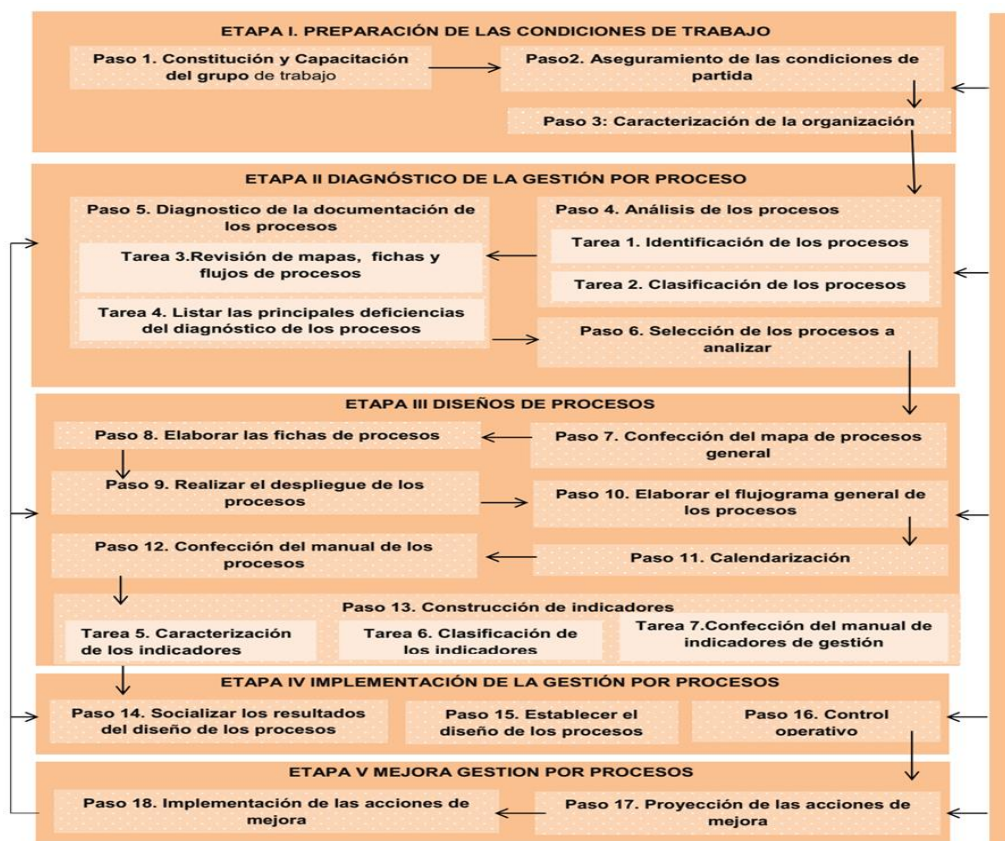 ETAPA I. PREPARACIÓN DE LAS CONDICIONES DE TRABAJO
Paso 1. Constitución y Capacitación
del grupo de trabajo
Paso2. Aseguramiento de las condiciones de
partida
Paso 3: Caracterización de la organización
ETAPA II DIAGNÓSTICO DE LA GESTIÓN POR PROCESO
Paso 4. Análisis de los procesos
Tarea 1. Identificación de los procesos
Tarea 2. Clasificación de los procesos
Paso 5. Diagnostico de la documentación de
los procesos
Tarea 3.Revisión de mapas, fichas y
flujos de procesos
Tarea 4. Listar las principales deficiencias
del diagnóstico de los procesos
Paso 6. Selección de los procesos a
analizar
ETAPA III DISEÑOS DE PROCESOS
Paso 7. Confección del mapa de procesos
general
Paso 8. Elaborar las fichas de procesos
Paso 9. Realizar el despliegue de los
procesos
Paso 10. Elaborar el flujograma general de
los procesos
Paso 11. Calendarización
Paso 12. Confección del manual de los
procesos
Paso 13. Construcción de indicadores
Tarea 5. Caracterización
de los indicadores
Tarea 6. Clasificación de
los indicadores
Tarea 7.Confección del manual de
indicadores de gestión
ETAPA IV IMPLEMENTACIÓN DE LA GESTIÓN POR PROCESOS
Paso 14. Socializar los resultados
del diseño de los procesos
Paso 15. Establecer el
diseño de los procesos
Paso 16. Control
operativo
ETAPA V MEJORA GESTION POR PROCESOS
Paso 17. Proyección de las acciones de
mejora
Paso 18. Implementación de las acciones de
mejora